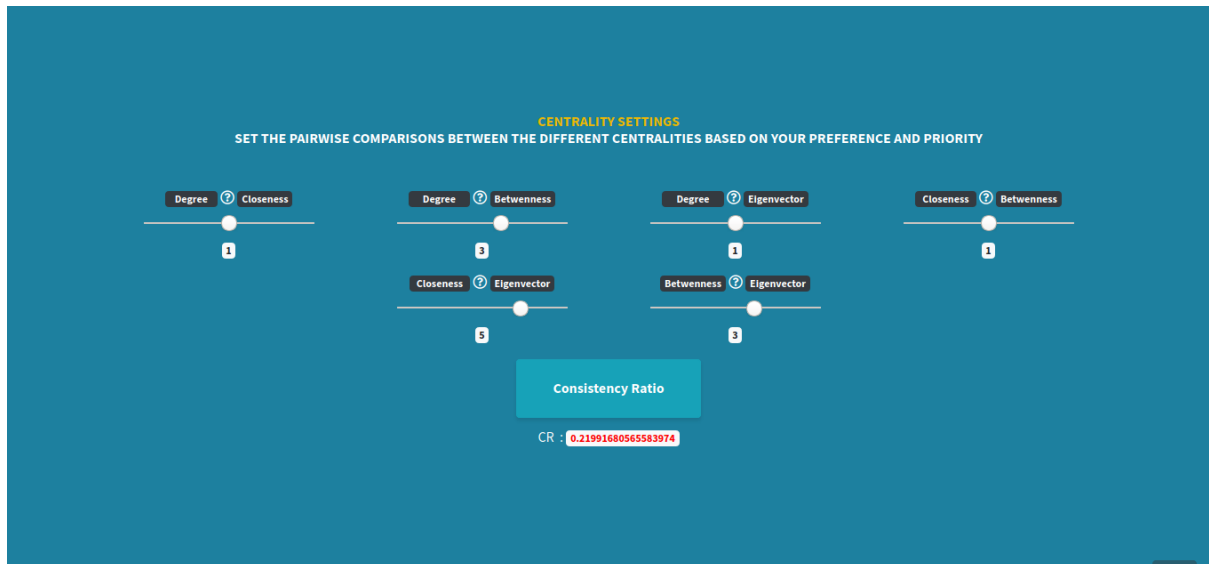 CENTRALITY SETTINGS
SET THE PAIRWISE COMPARISONS BETWEEN THE DIFFERENT CENTRALITIES BASED ON YOUR PREFERENCE AND PRIORITY
Degree ? Closeness
Degree ? Betwenness
Degree ? Eigenvector
Closeness ? Betwenness
1
3
1
1
Closeness ? Eigenvector
Betwenness ? Eigenvector
5
3
Consistency Ratio
CR : 0.21991680565583974